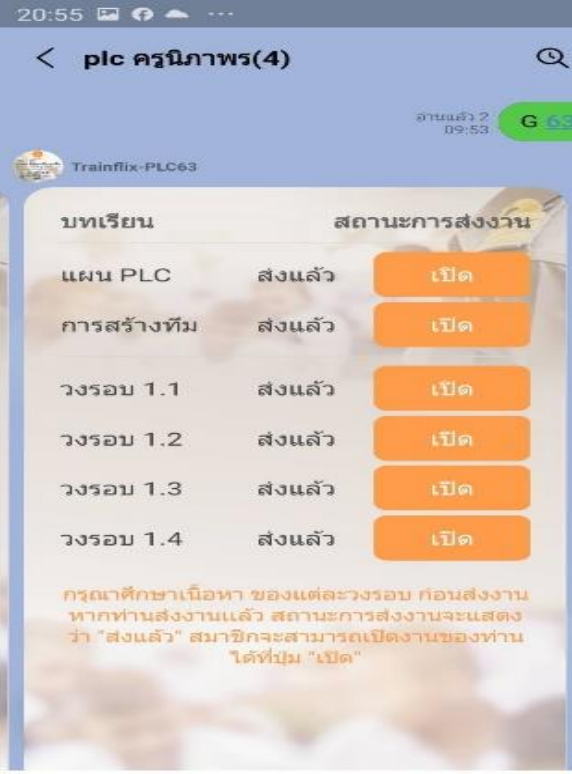 20:55
plc ครูนิภาพร(4)
อ่านแล้ว 2
09:53
G 63
Trainflix-PLC63
บทเรียน สถานะการส่งงาน
แผน PLC ส่งแล้ว เปิด
การสร้างทีม ส่งแล้ว เปิด
วงรอบ 1.1 ส่งแล้ว เปิด
วงรอบ 1.2 ส่งแล้ว เปิด
วงรอบ 1.3 ส่งแล้ว เปิด
วงรอบ 1.4 ส่งแล้ว เปิด
กรุณาศึกษาเนื้อหา ของแต่ละวงรอบ ก่อนส่งงาน
หากท่านส่งงานแล้ว สถานะการส่งงานจะแสดง
ว่า "ส่งแล้ว" สมาชิกจะสามารถเปิดงานของท่าน
ได้ที่ปุ่ม "เปิด"